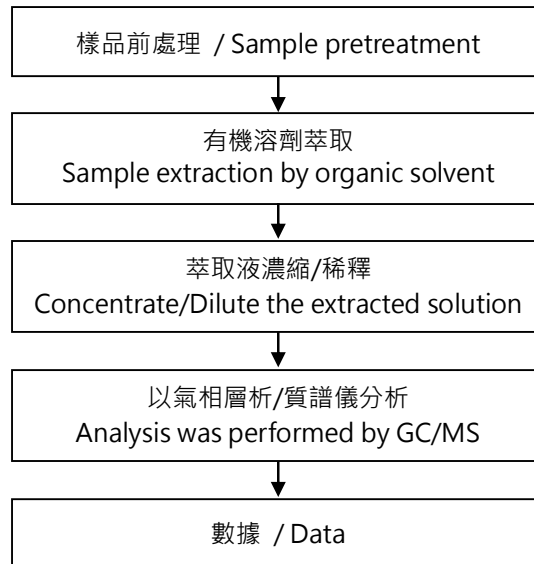 樣品前處理 / Sample pretreatment
有機溶劑萃取
Sample extraction by organic solvent
萃取液濃縮/稀釋
Concentrate/Dilute the extracted solution
以氣相層析/質譜儀分析
Analysis was performed by GC/MS
數據 / Data